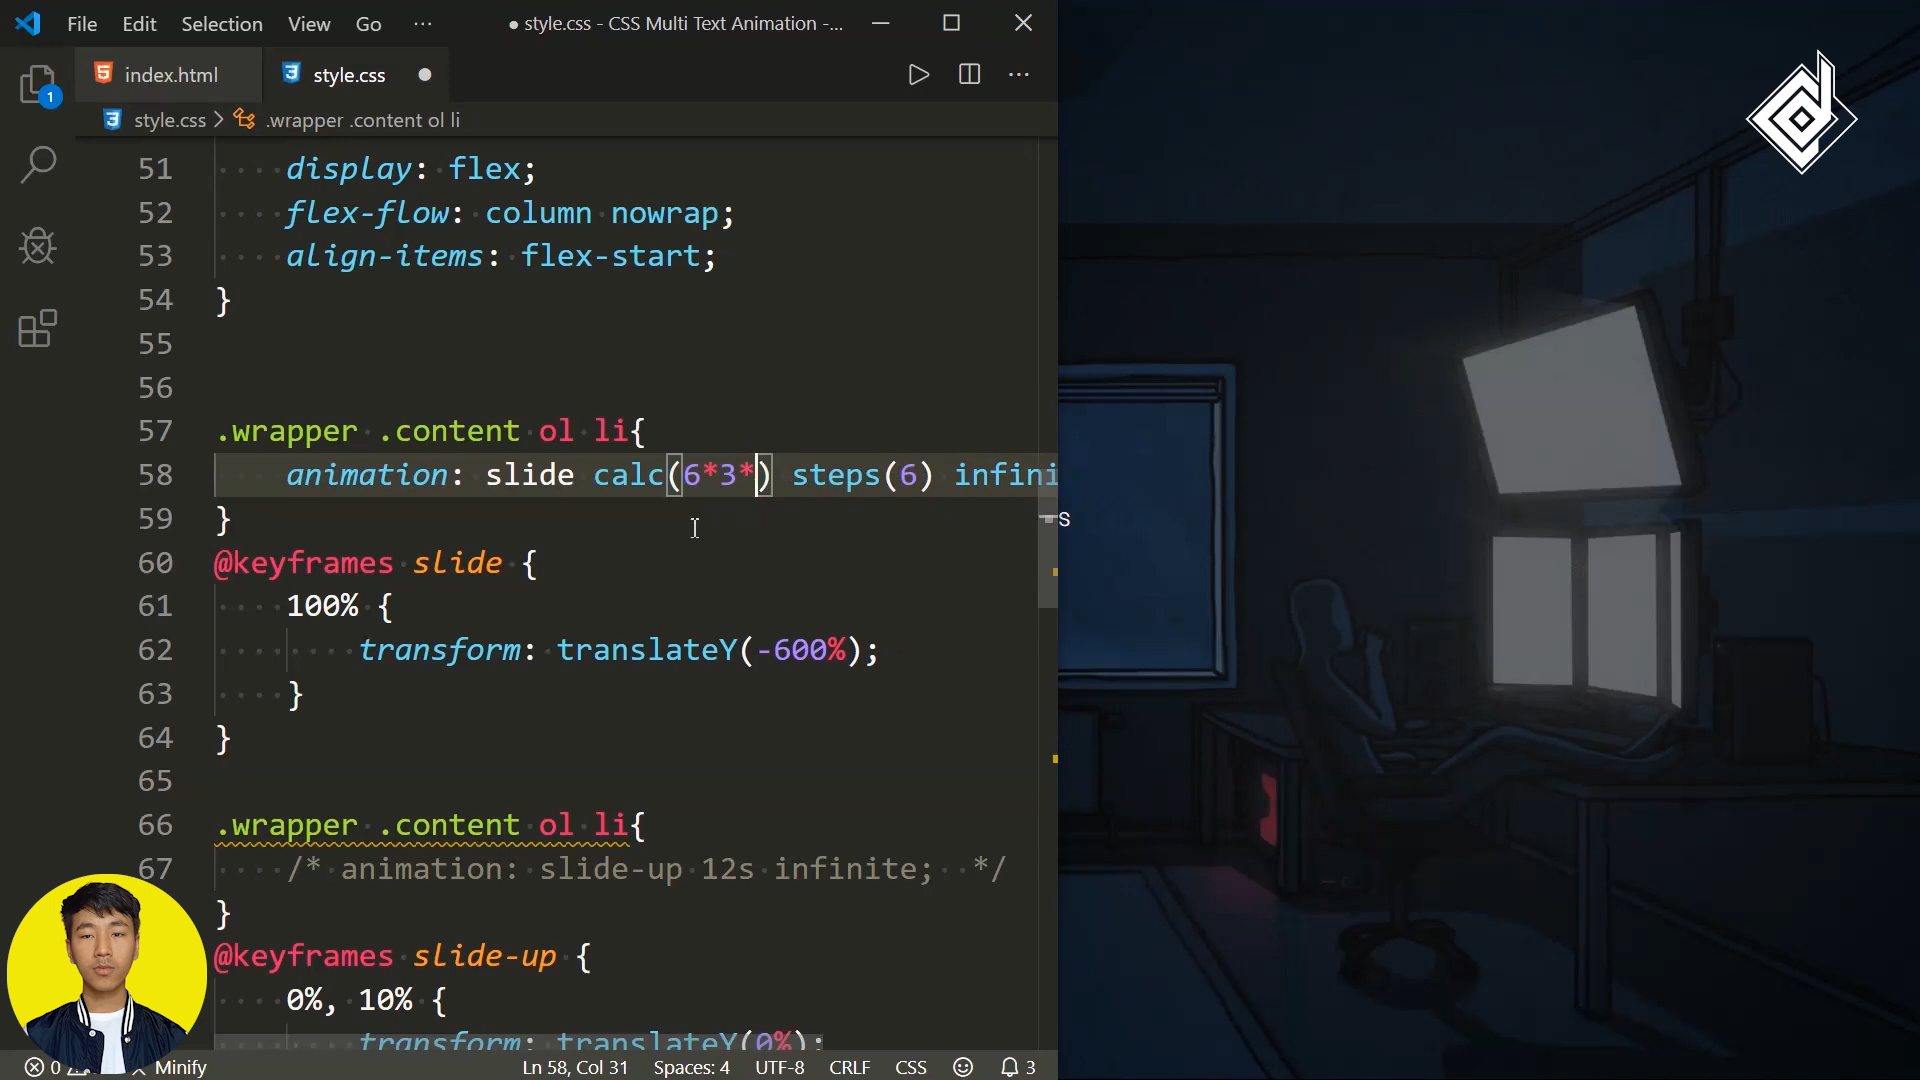 File Edit Selection View Go ··· ● style.css - CSS Multi Text Animation -...
index.html style.css
1
style.css > .wrapper .content ol li
51 display: flex;
52 flex-flow: column nowrap;
53 align-items: flex-start;
54 }
55
56
57 .wrapper .content ol li{
58 animation: slide calc(6*3*) steps(6) infini
59 }
s
60 @keyframes slide {
61 100% {
62 transform: translateY(-600%);
63 }
64 }
65
66 .wrapper .content ol li{
67 /* animation: slide-up 12s infinite; */
}
@keyframes slide-up {
0%, 10% {
transform: translateY(0%);
0 Minify Ln 58, Col 31 Spaces: 4 UTF-8 CRLF CSS 3